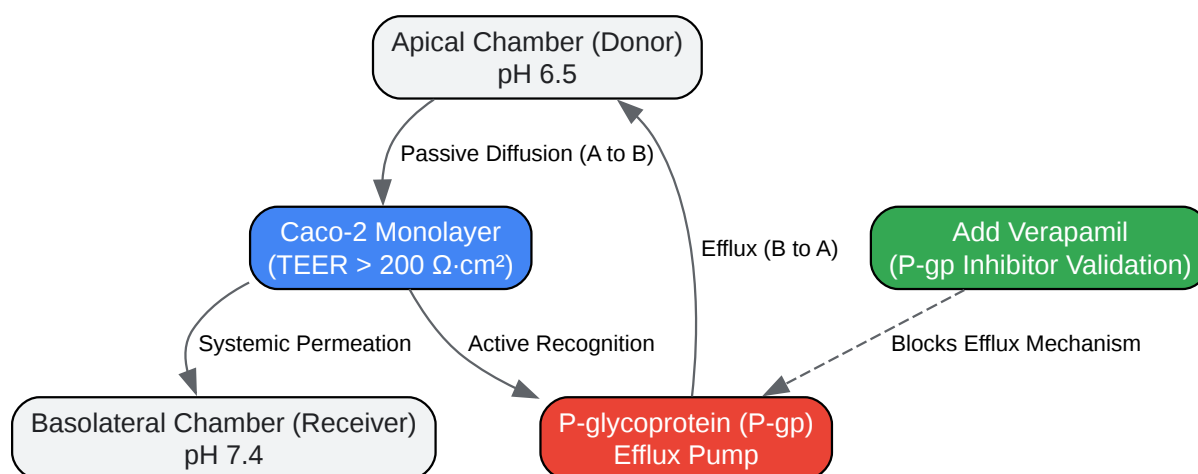 Apical Chamber (Donor)
pH 6.5
Passive Diffusion (A to B)
Caco-2 Monolayer
(TEER > 200 Ω·cm²)
Efflux (B to A)
Add Verapamil
(P-gp Inhibitor Validation)
Systemic Permeation
Active Recognition
Blocks Efflux Mechanism
Basolateral Chamber (Receiver)
pH 7.4
P-glycoprotein (P-gp)
Efflux Pump